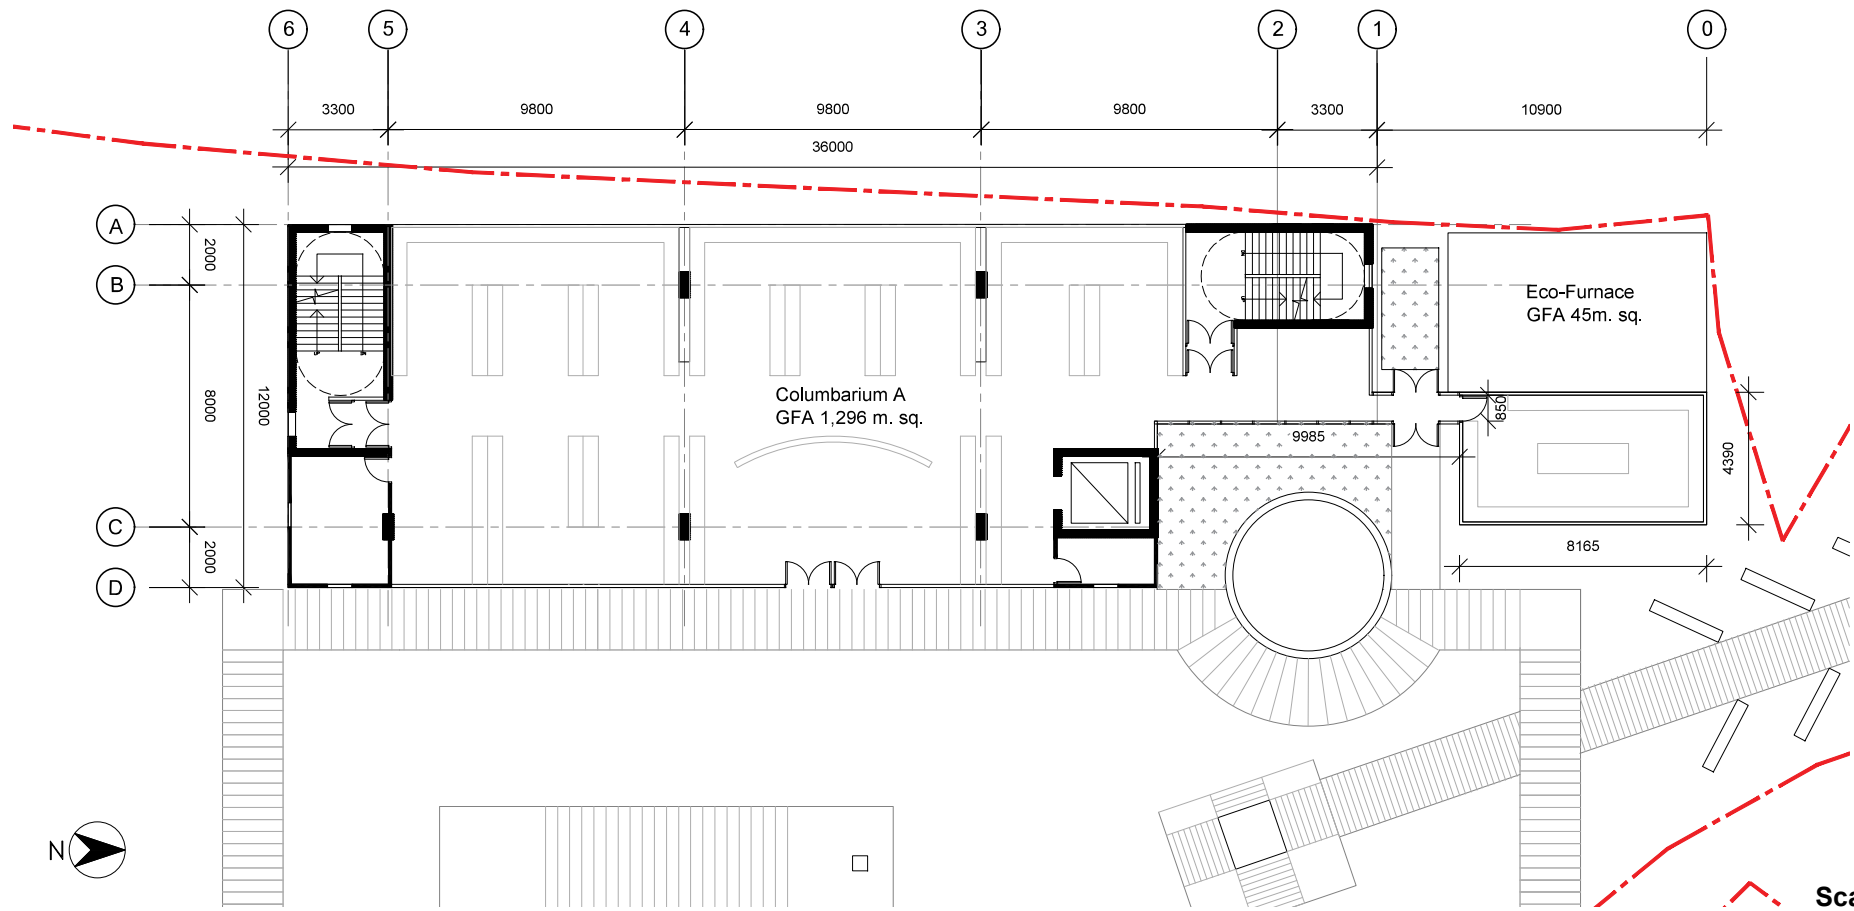 6 5 4 3 2 1 0
3300 9800 9800 9800 3300 10900
36000
A
B
C
D
2000
8000
2000
12000
Eco-Furnace
GFA 45m. sq.
Columbarium A
GFA 1,296 m. sq.
850
9985
4390
8165
N
Sca